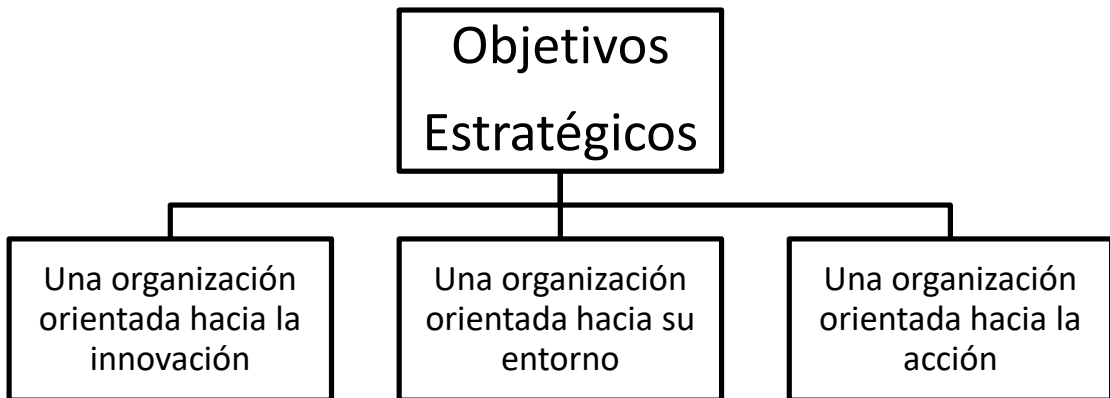 Objetivos
Estratégicos
Una organización
orientada hacia la
innovación
Una organización
orientada hacia su
entorno
Una organización
orientada hacia la
acción